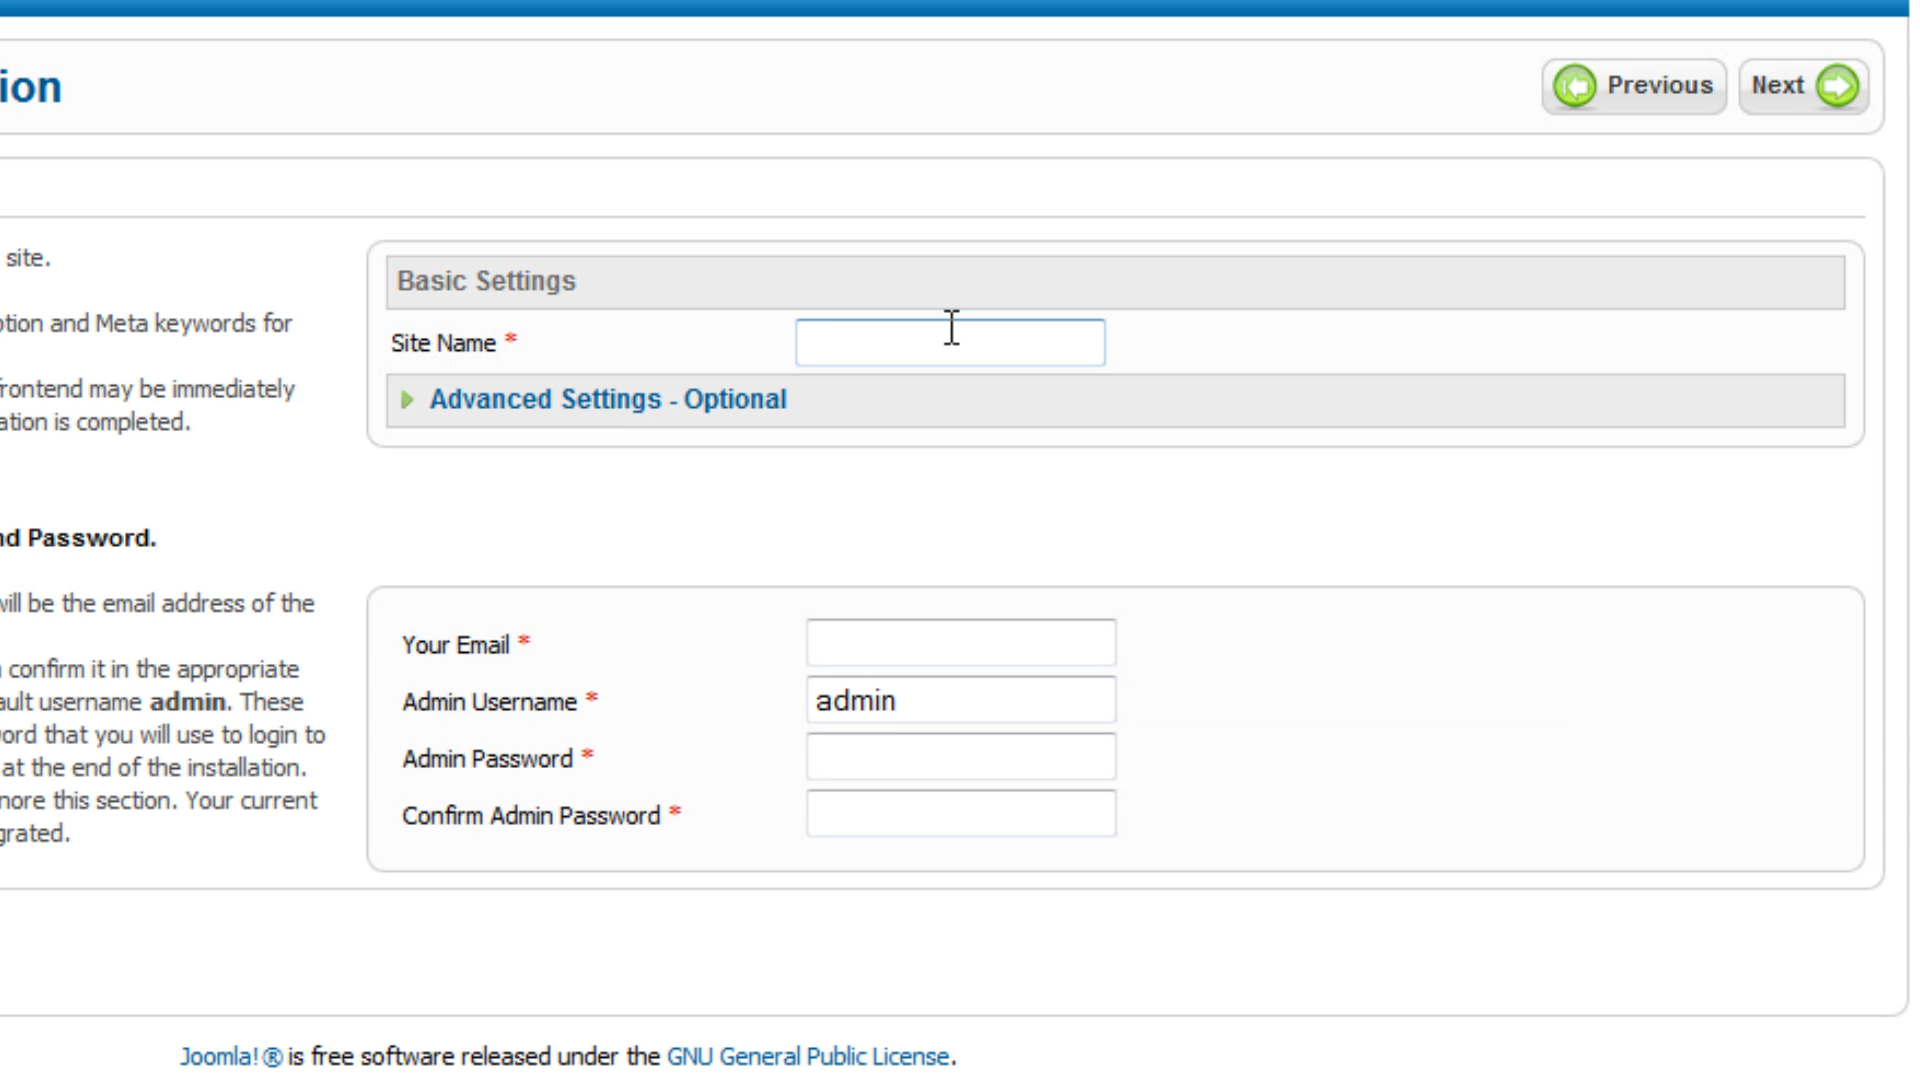 ion
Previous
Next
site.
Basic Settings
ption and Meta keywords for
Site Name *
frontend may be immediately
Advanced Settings - Optional
ation is completed.
nd Password.
will be the email address of the
Your Email *
confirm it in the appropriate
Admin Username * admin
ault username admin. These
word that you will use to login to
Admin Password *
at the end of the installation.
nore this section. Your current
Confirm Admin Password *
grated.
Joomla!® is free software released under the GNU General Public License.